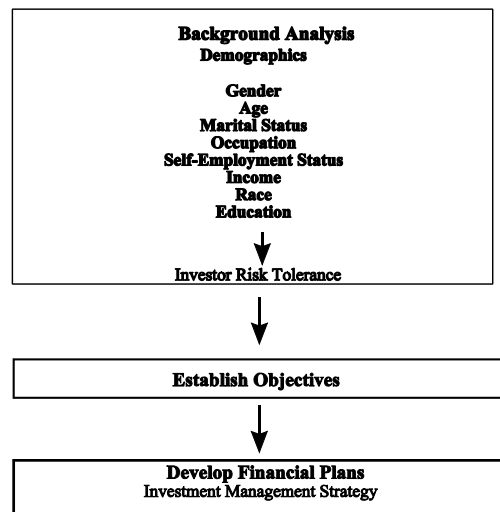 Background Analysis
Demographics
Gender
Age
Marital Status
Occupation
Self-Employment Status
Income
Race
Education
Investor Risk Tolerance
Establish Objectives
Develop Financial Plans
Investment Management Strategy